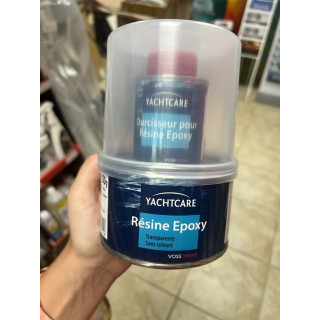 YACHTCARE
Durcisseur pour
Résine Epoxy
YACHTCARE
Résine Epoxy
Transparente
Sans solvant
VOSSCHEMIE